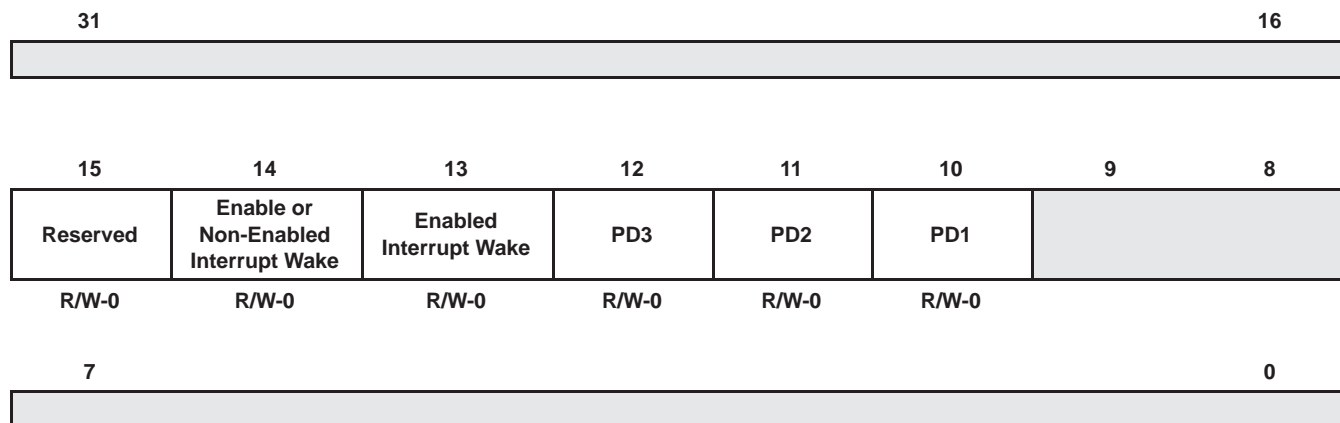 31 16
15 14 13 12 11 10 9 8
Reserved
Enable or
Non-Enabled
Interrupt Wake
Enabled
Interrupt Wake
PD3
PD2
PD1
R/W-0 R/W-0 R/W-0 R/W-0 R/W-0 R/W-0
7 0